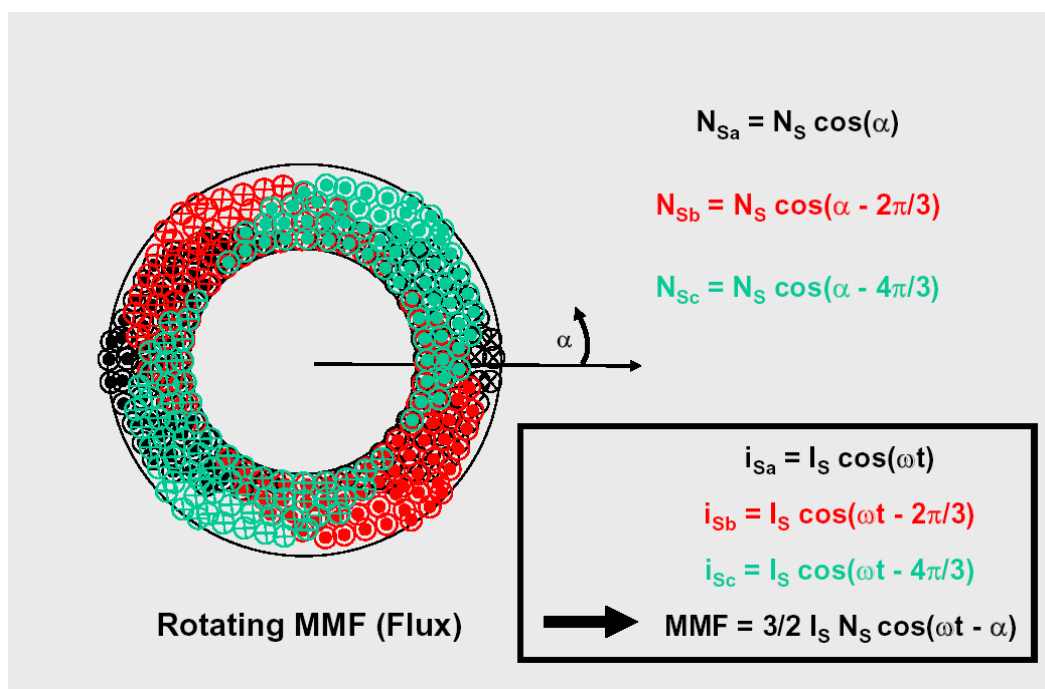 N_Sa = N_S cos(α)
N_Sb = N_S cos(α - 2π/3)
N_Sc = N_S cos(α - 4π/3)
α
i_Sa = I_S cos(ωt)
i_Sb = I_S cos(ωt - 2π/3)
i_Sc = I_S cos(ωt - 4π/3)
MMF = 3/2 I_S N_S cos(ωt - α)
Rotating MMF (Flux)